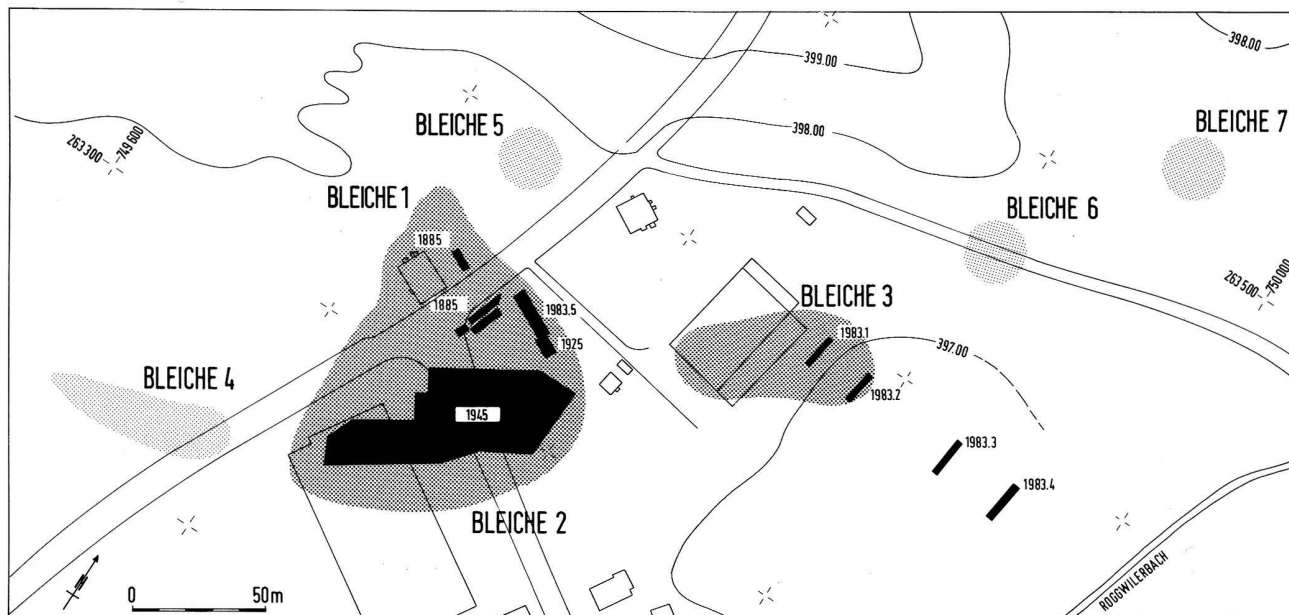 398.00
399.00
BLEICHE 5
398.00
BLEICHE 7
263 300
749 600
BLEICHE 1
BLEICHE 6
1885
BLEICHE 3
263 500
750 000
1885
1983.5
1983.1
1925
397.00
BLEICHE 4
1983.2
1945
1983.3
1983.4
BLEICHE 2
N
ROGGWILERBACH
0
50m